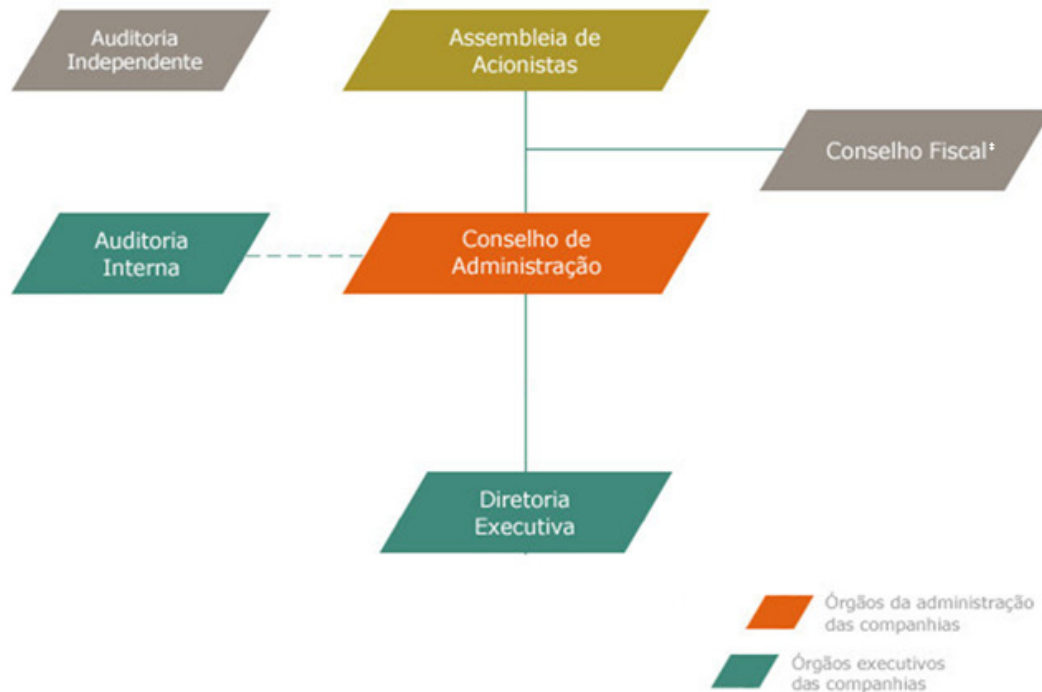 Auditoria
Independente
Assembleia de
Acionistas
Conselho Fiscal‡
Auditoria
Interna
Conselho de
Administração
Diretoria
Executiva
Órgãos da administração
das companhias
Órgãos executivos
das companhias